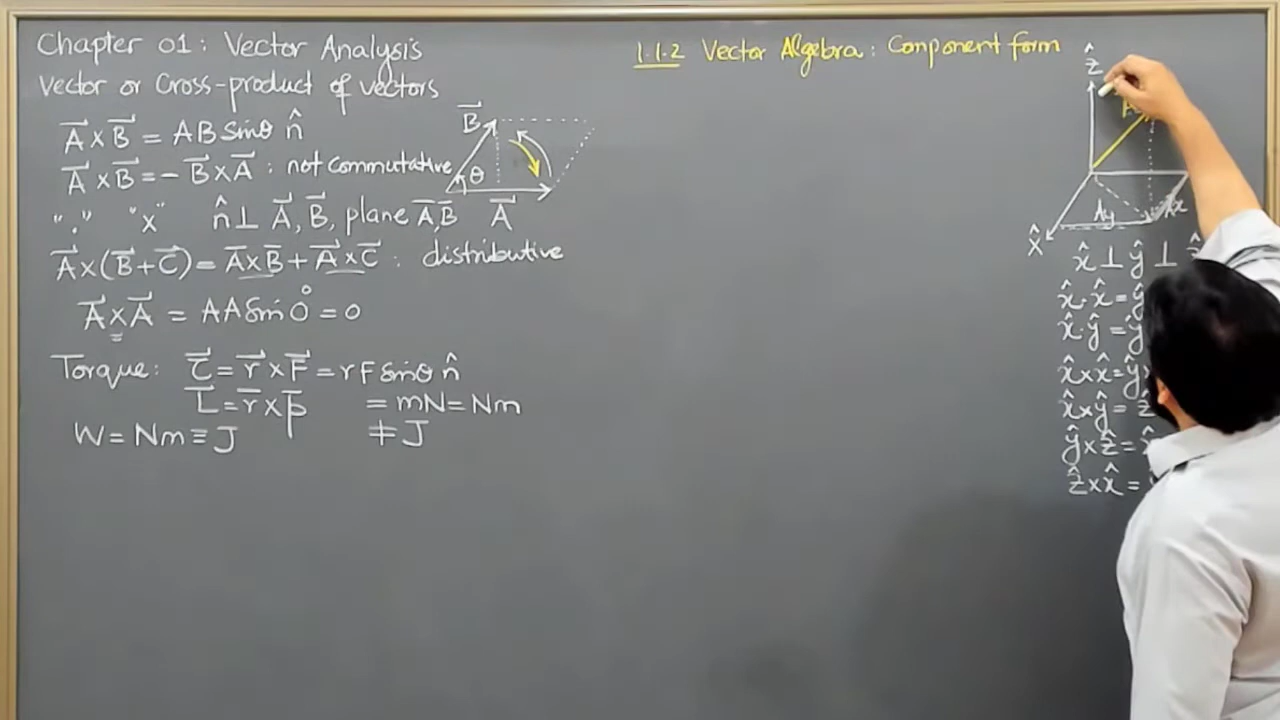 Chapter 01: Vector Analysis
Vector or Cross-product of vectors
A⃗ × B⃗ = AB sinθ n̂
A⃗ × B⃗ = - B⃗ × A⃗ : not commutative
"." "×" n̂ ⊥ A⃗, B⃗, plane A⃗,B⃗
A⃗ × (B⃗ + C⃗) = A⃗ × B⃗ + A⃗ × C⃗ : distributive
A⃗ × A⃗ = AA sin 0° = 0
Torque: τ⃗ = r⃗ × F⃗ = rF sinθ n̂
L⃗ = r⃗ × p⃗ = mN = Nm
W = Nm ≡ J ≠ J
B⃗
θ
A⃗
1.1.2 Vector Algebra: Component form
ẑ
Ay Ax
x̂
x̂ ⊥ ŷ ⊥
x̂ · x̂ = ŷ
x̂ · ŷ = ŷ
x̂ × x̂ = ŷ
x̂ × ŷ = ẑ
ŷ × ẑ =
ẑ × x̂ =